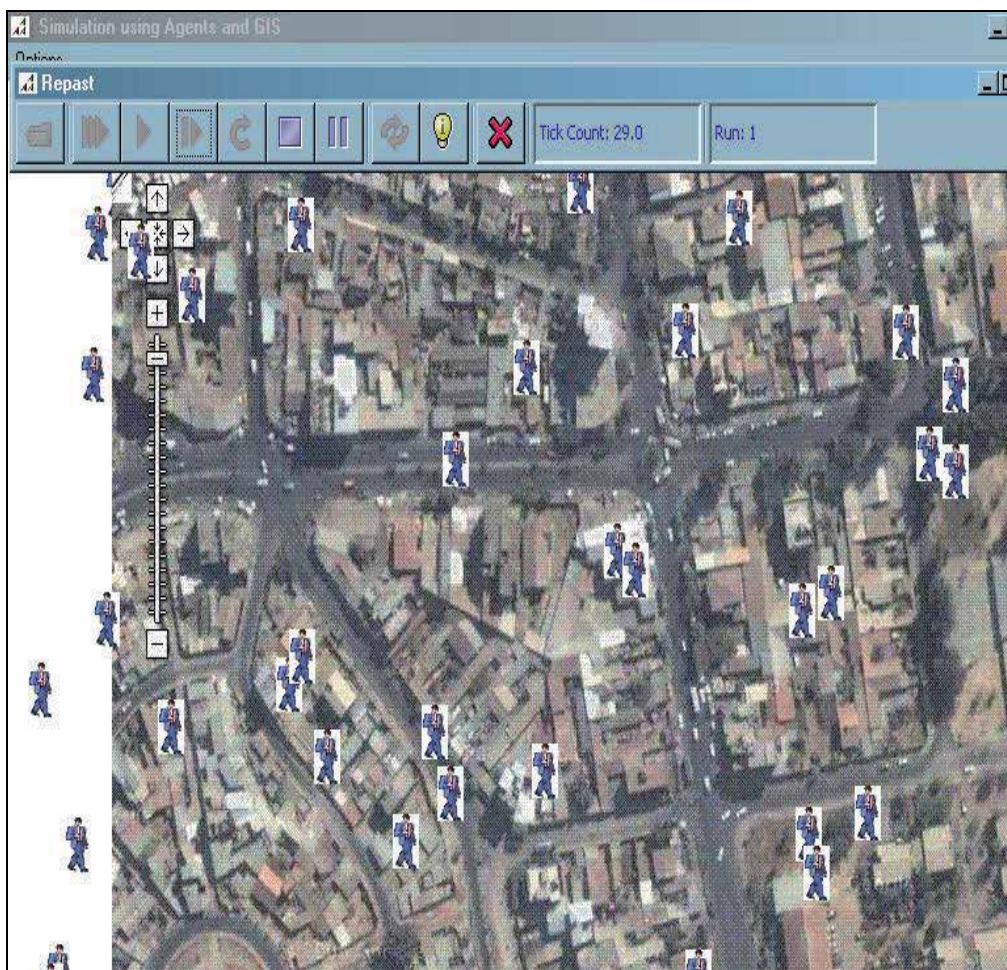 Simulation using Agents and GIS
Options
Repast
Tick Count: 29.0
Run: 1